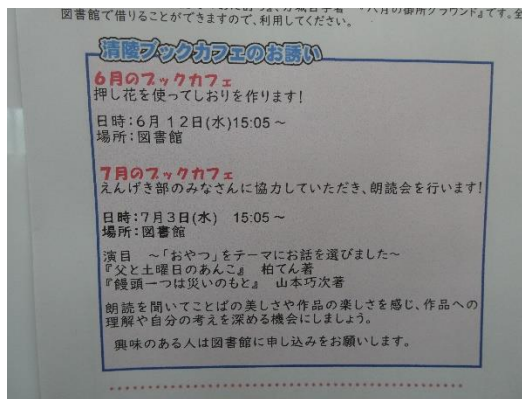 図書館で借りることができますので、利用してください。
清陵ブックカフェのお誘い
6月のブックカフェ
押し花を使ってしおりを作ります!
日時:6月12日(水)15:05~
場所:図書館
7月のブックカフェ
えんげき部のみなさんに協力していただき、朗読会を行います!
日時:7月3日(水) 15:05~
場所:図書館
演目 ~「おやつ」をテーマにお話を選びました~
『父と土曜日のあんこ』 柏てん著
『饅頭一つは災いのもと』 山本巧次著
朗読を聞いてことばの美しさや作品の楽しさを感じ、作品への
理解や自分の考えを深める機会にしましょう。
興味のある人は図書館に申し込みをお願いします。